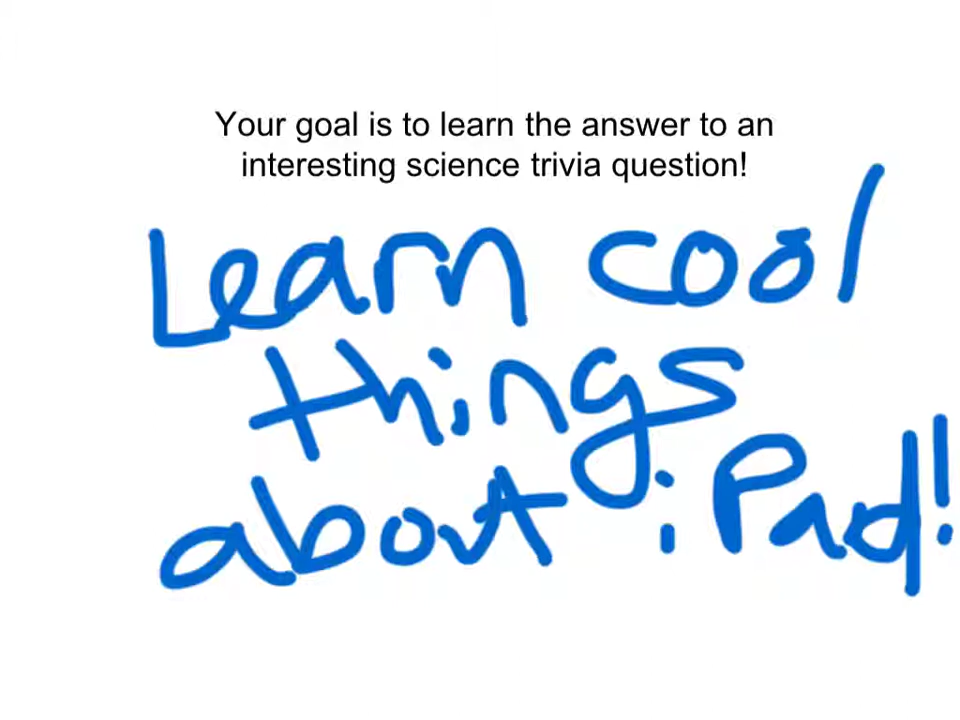 Your goal is to learn the answer to an
interesting science trivia question!
Learn cool
things
about iPad!